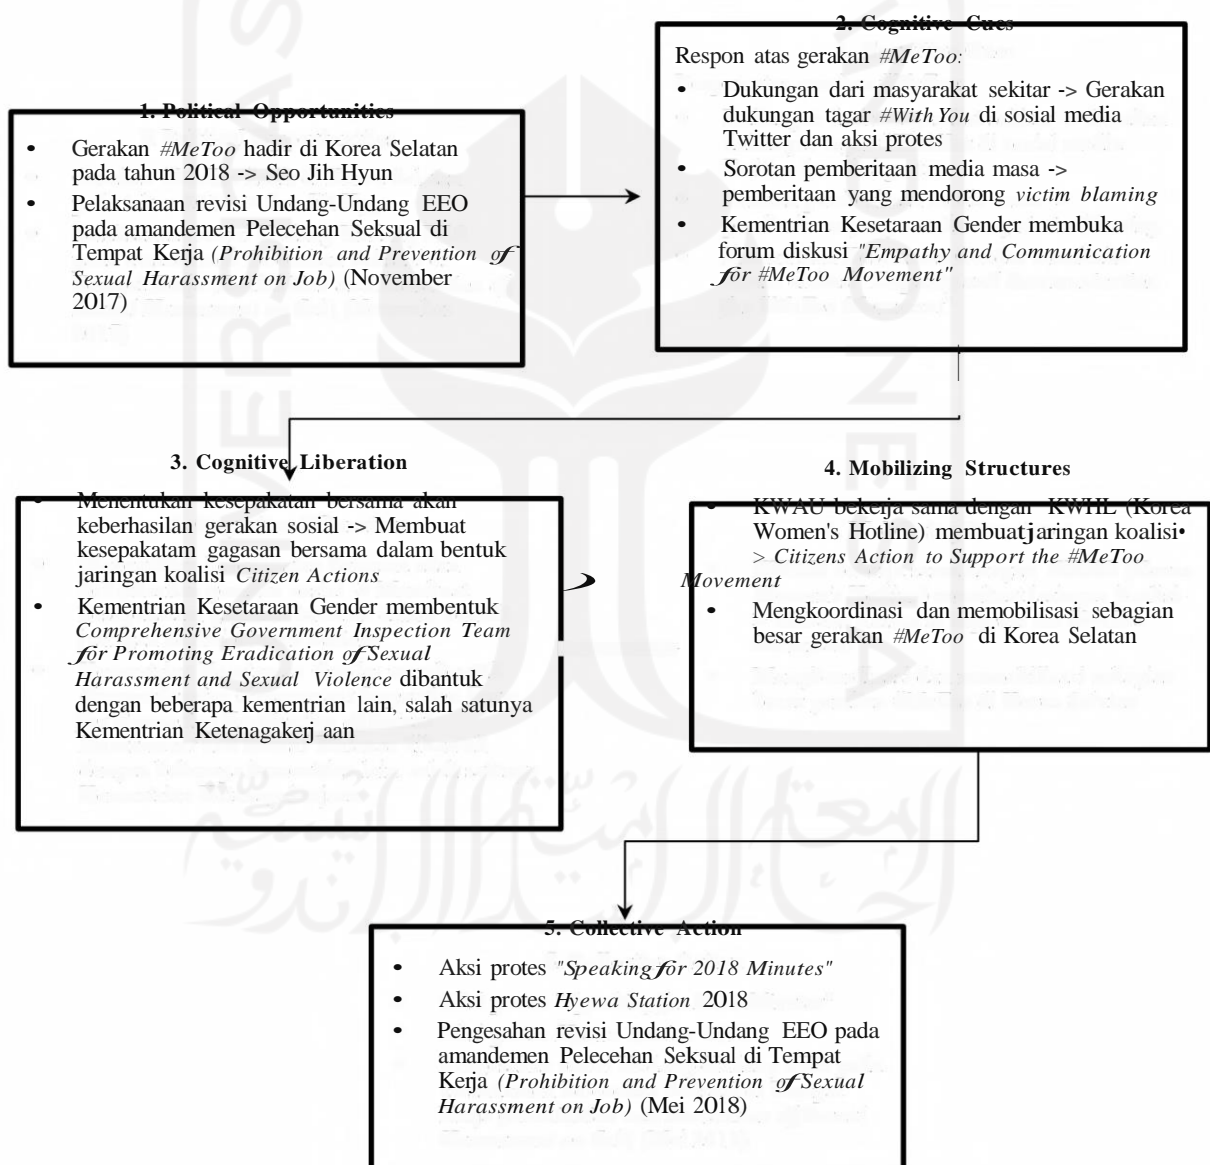 1. Political Opportunities
• Gerakan #MeToo hadir di Korea Selatan
pada tahun 2018 -> Seo Jih Hyun
• Pelaksanaan revisi Undang-Undang EEO
pada amandemen Pelecehan Seksual di
Tempat Kerja (Prohibition and Prevention of
Sexual Harassment on Job) (November
2017)
2. Cognitive Cues
Respon atas gerakan #MeToo:
• Dukungan dari masyarakat sekitar -> Gerakan
dukungan tagar #With You di sosial media
Twitter dan aksi protes
• Sorotan pemberitaan media masa ->
pemberitaan yang mendorong victim blaming
• Kementrian Kesetaraan Gender membuka
forum diskusi "Empathy and Communication
for #MeToo Movement"
3. Cognitive Liberation
• Menentukan kesepakatan bersama akan
keberhasilan gerakan sosial -> Membuat
kesepakatam gagasan bersama dalam bentuk
jaringan koalisi Citizen Actions
• Kementrian Kesetaraan Gender membentuk
Comprehensive Government Inspection Team
for Promoting Eradication of Sexual
Harassment and Sexual Violence dibantuk
dengan beberapa kementrian lain, salah satunya
Kementrian Ketenagakerj aan
4. Mobilizing Structures
• KWAU bekerja sama dengan KWHL (Korea
Women's Hotline) membuat jaringan koalisi•
> Citizens Action to Support the #MeToo
Movement
• Mengkoordinasi dan memobilisasi sebagian
besar gerakan #MeToo di Korea Selatan
5. Collective Action
• Aksi protes "Speaking for 2018 Minutes"
• Aksi protes Hyewa Station 2018
• Pengesahan revisi Undang-Undang EEO pada
amandemen Pelecehan Seksual di Tempat
Kerja (Prohibition and Prevention of Sexual
Harassment on Job) (Mei 2018)